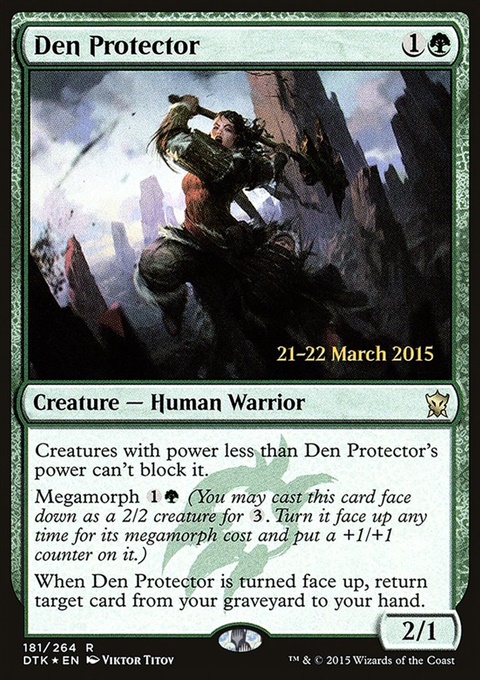 Den Protector 1
21-22 March 2015
Creature — Human Warrior
Creatures with power less than Den Protector's
power can't block it.
Megamorph 1 (You may cast this card face
down as a 2/2 creature for 3. Turn it face up any
time for its megamorph cost and put a +1/+1
counter on it.)
When Den Protector is turned face up, return
target card from your graveyard to your hand.
2/1
181/264 R
DTK★EN Viktor Titov
™ & © 2015 Wizards of the Coast